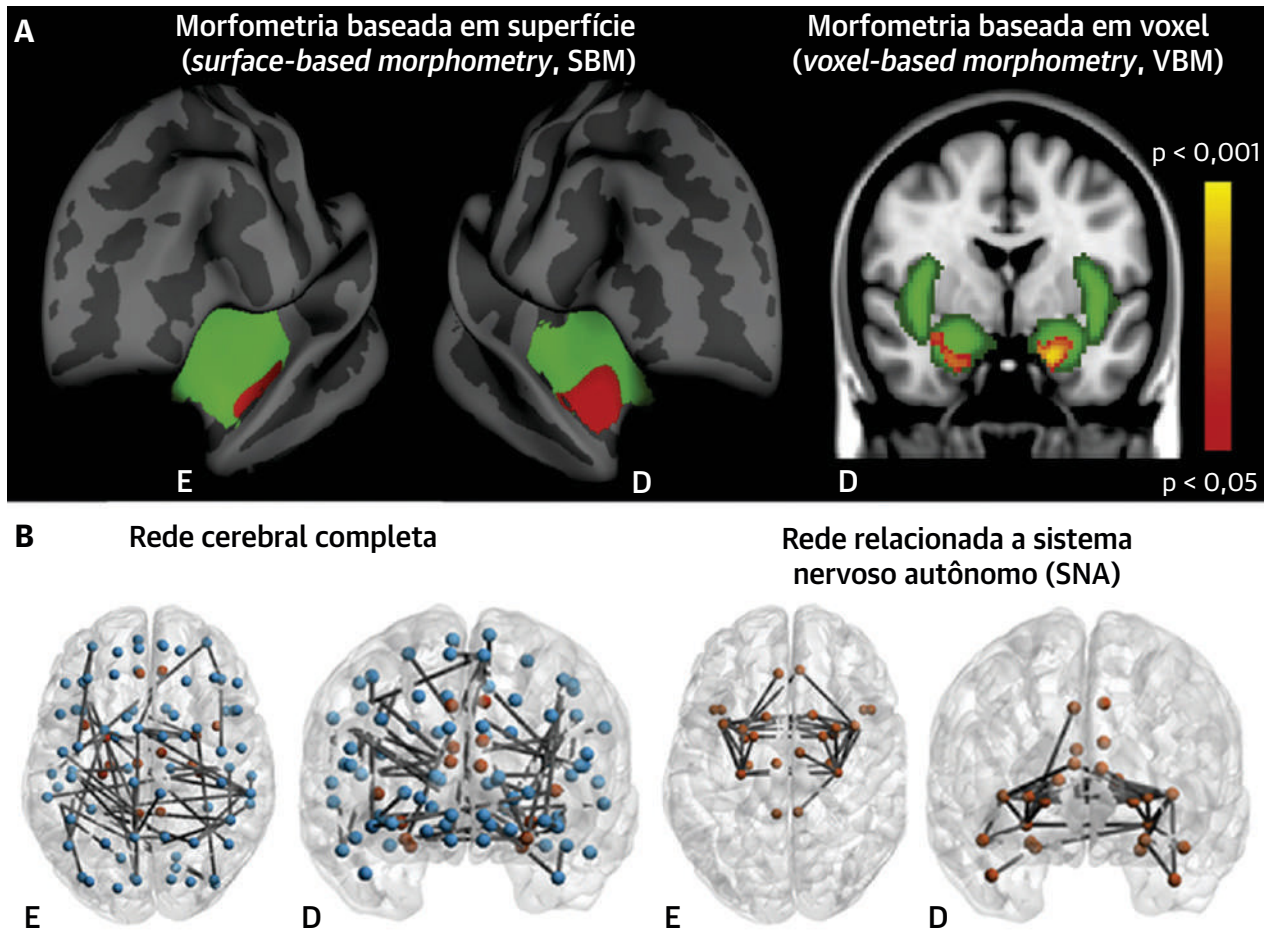 A
Morfometria baseada em superfície
(surface-based morphometry, SBM)
Morfometria baseada em voxel
(voxel-based morphometry, VBM)
p < 0,001
p < 0,05
E
D
D
B
Rede cerebral completa
Rede relacionada a sistema
nervoso autônomo (SNA)
E
D
E
D